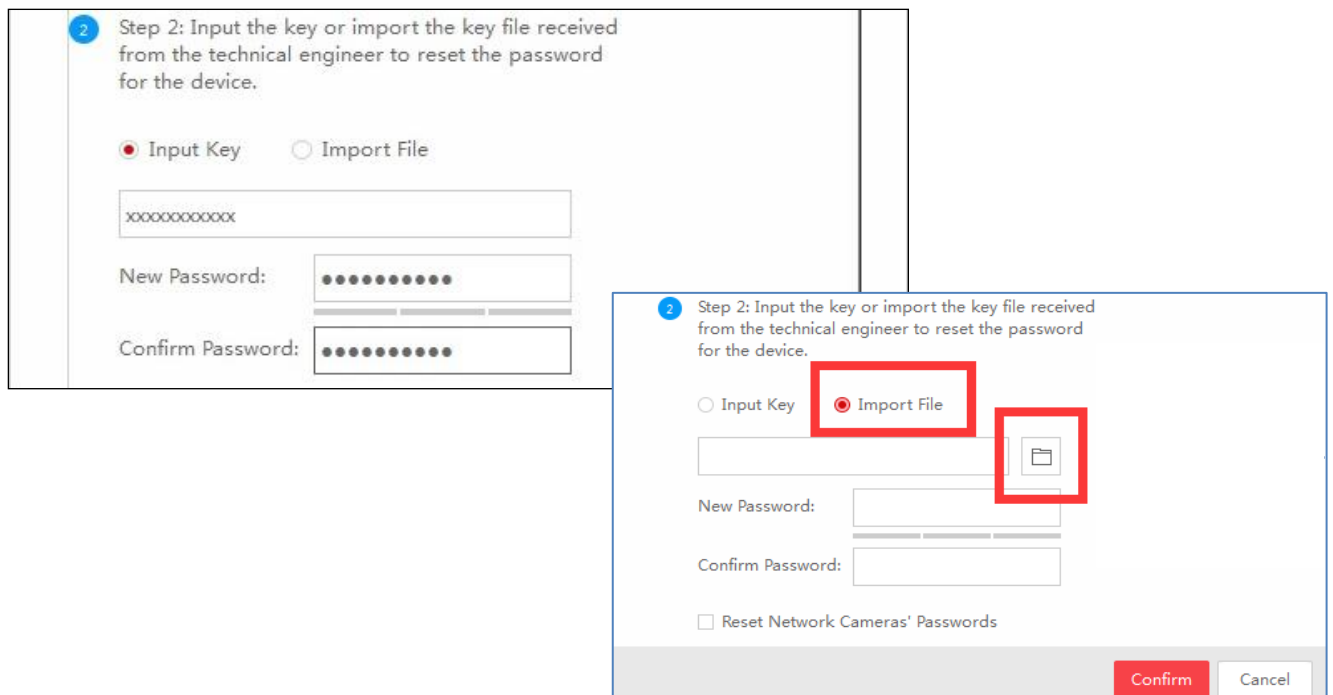 2
Step 2: Input the key or import the key file received
from the technical engineer to reset the password
for the device.
Input Key Import File
xxxxxxxxxxx
New Password: ●●●●●●●●●●
Confirm Password: ●●●●●●●●●●
2
Step 2: Input the key or import the key file received
from the technical engineer to reset the password
for the device.
Input Key Import File
New Password:
Confirm Password:
Reset Network Cameras' Passwords
Confirm Cancel